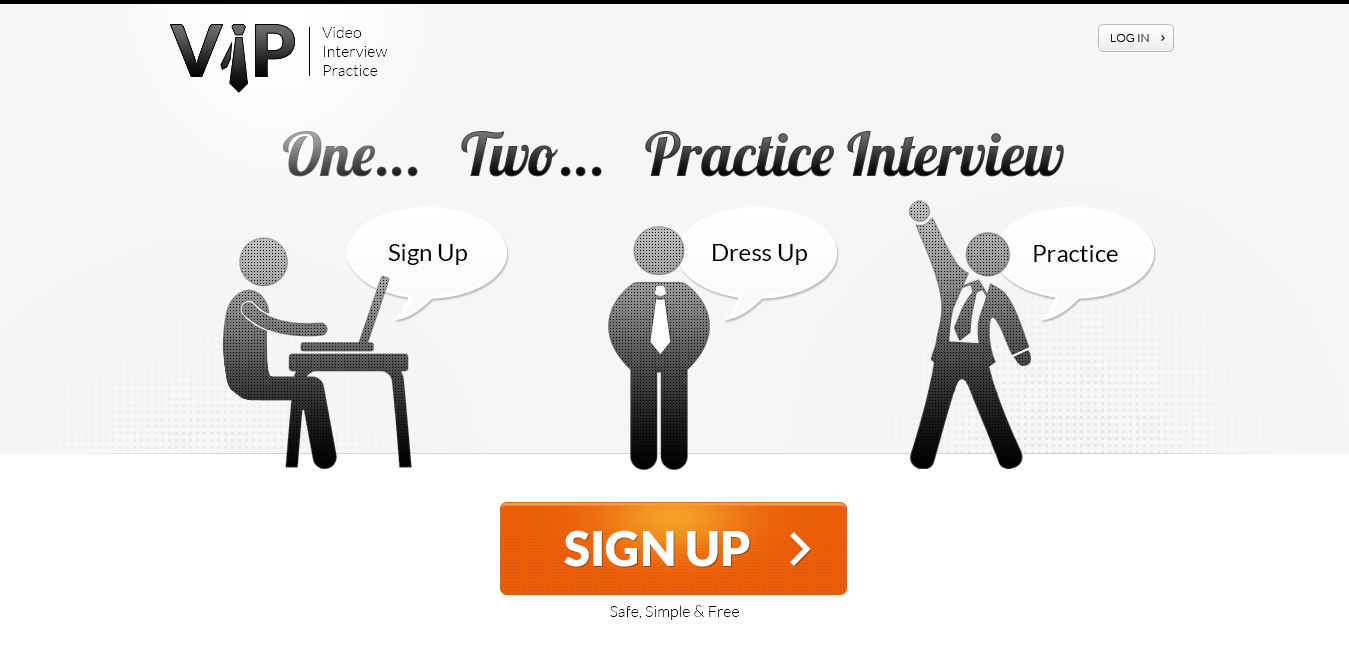 ViP
Video
Interview
Practice
LOG IN
One... Two... Practice Interview
Sign Up
Dress Up
Practice
SIGN UP
Safe, Simple & Free